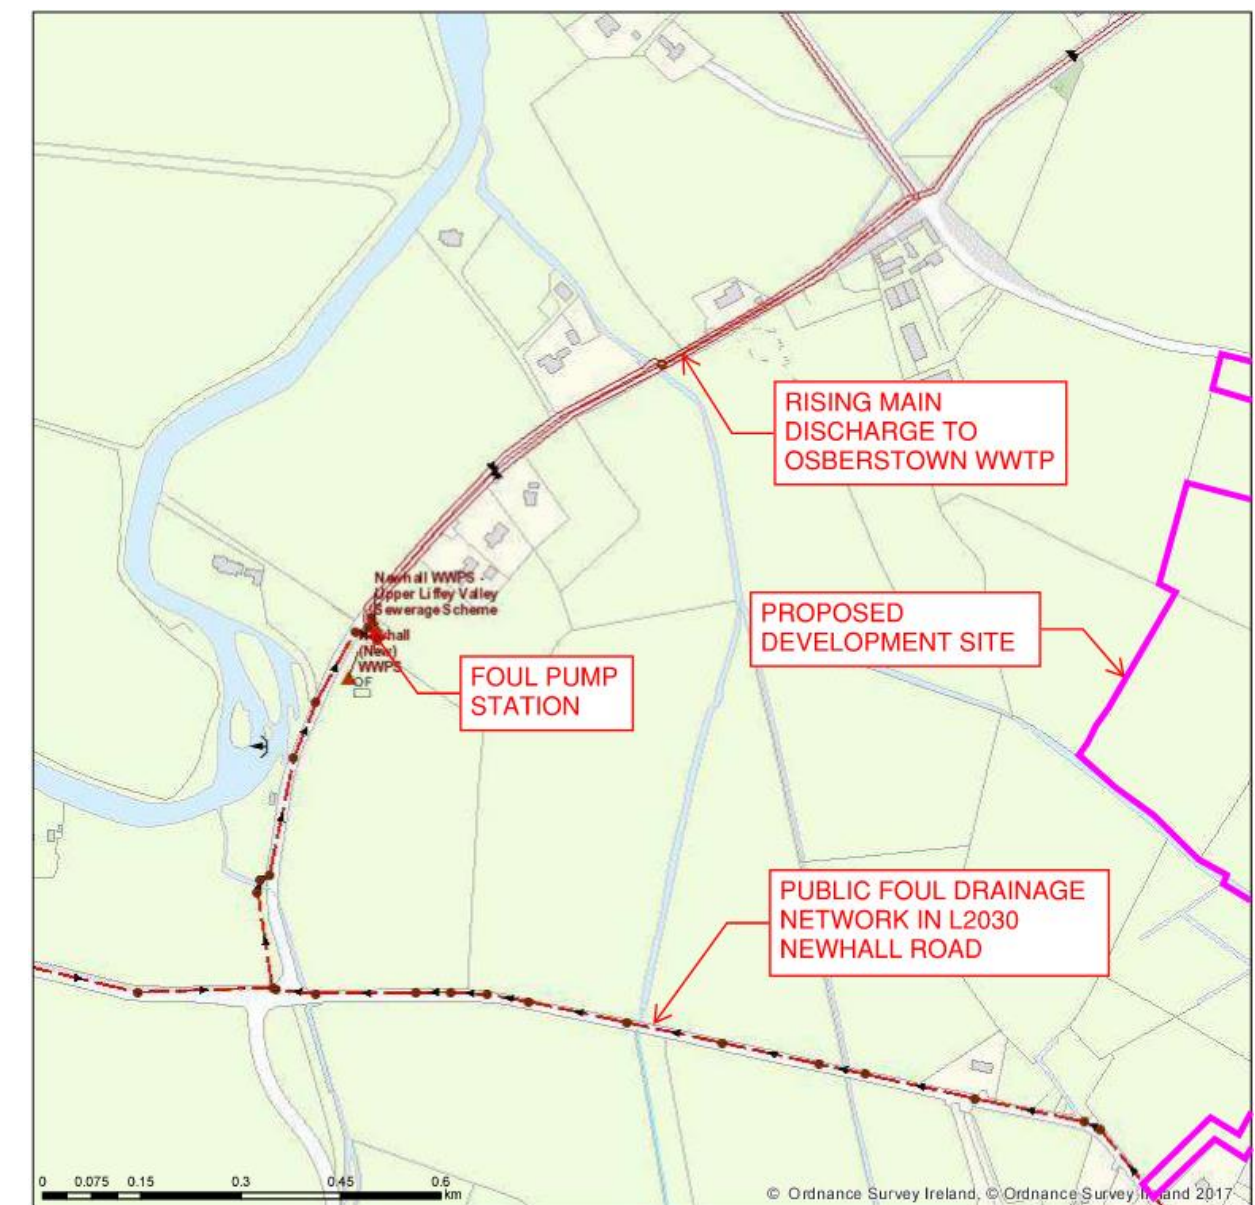 RISING MAIN
DISCHARGE TO
OSBERSTOWN WWTP
Newhall WWPS -
Upper Liffey Valley
Sewerage Scheme
PROPOSED
DEVELOPMENT SITE
Newhall
(New)
WWPS
OF
FOUL PUMP
STATION
PUBLIC FOUL DRAINAGE
NETWORK IN L2030
NEWHALL ROAD
0 0.075 0.15 0.3 0.45 0.6
km
© Ordnance Survey Ireland, © Ordnance Survey Ireland 2017